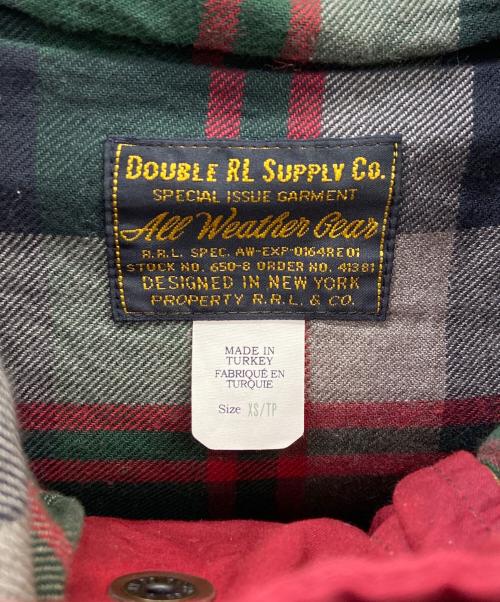 DOUBLE RL SUPPLY CO.
SPECIAL ISSUE GARMENT
All Weather Gear
R.R.L. SPEC. AW-EXP-0164RE01
STOCK NO. 650-8 ORDER NO. 41381
DESIGNED IN NEW YORK
PROPERTY R.R.L. & CO.
MADE IN
TURKEY
FABRIQUÉ EN
TURQUIE
Size XS/TP